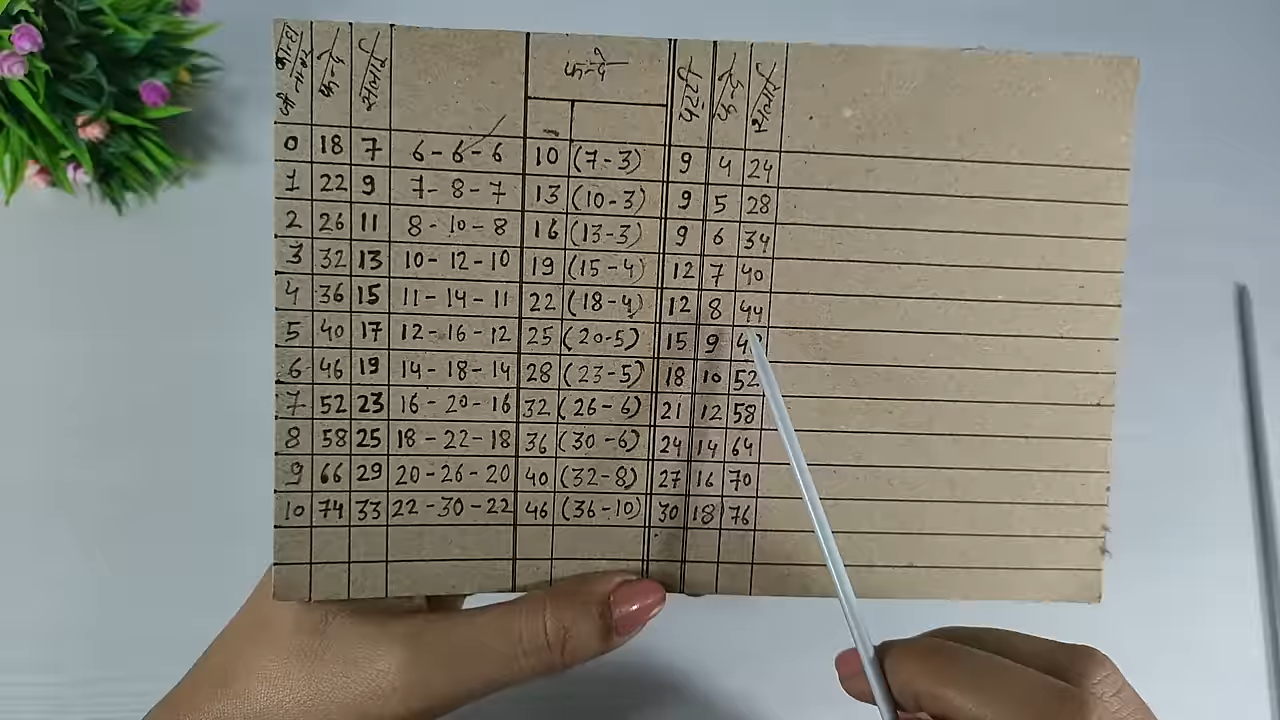 फन्दे सलाई फन्दे पट्टी फन्दे सलाई
0 18 7 6-6-6 10 (7-3) 9 4 24
1 22 9 7-8-7 13 (10-3) 9 5 28
2 26 11 8-10-8 16 (13-3) 9 6 34
3 32 13 10-12-10 19 (15-4) 12 7 40
4 36 15 11-14-11 22 (18-4) 12 8 44
5 40 17 12-16-12 25 (20-5) 15 9
6 46 19 14-18-14 28 (23-5) 18 10 52
7 52 23 16-20-16 32 (26-6) 21 12 58
8 58 25 18-22-18 36 (30-6) 24 14 64
9 66 29 20-26-20 40 (32-8) 27 16 70
10 74 33 22-30-22 46 (36-10) 30 18 76